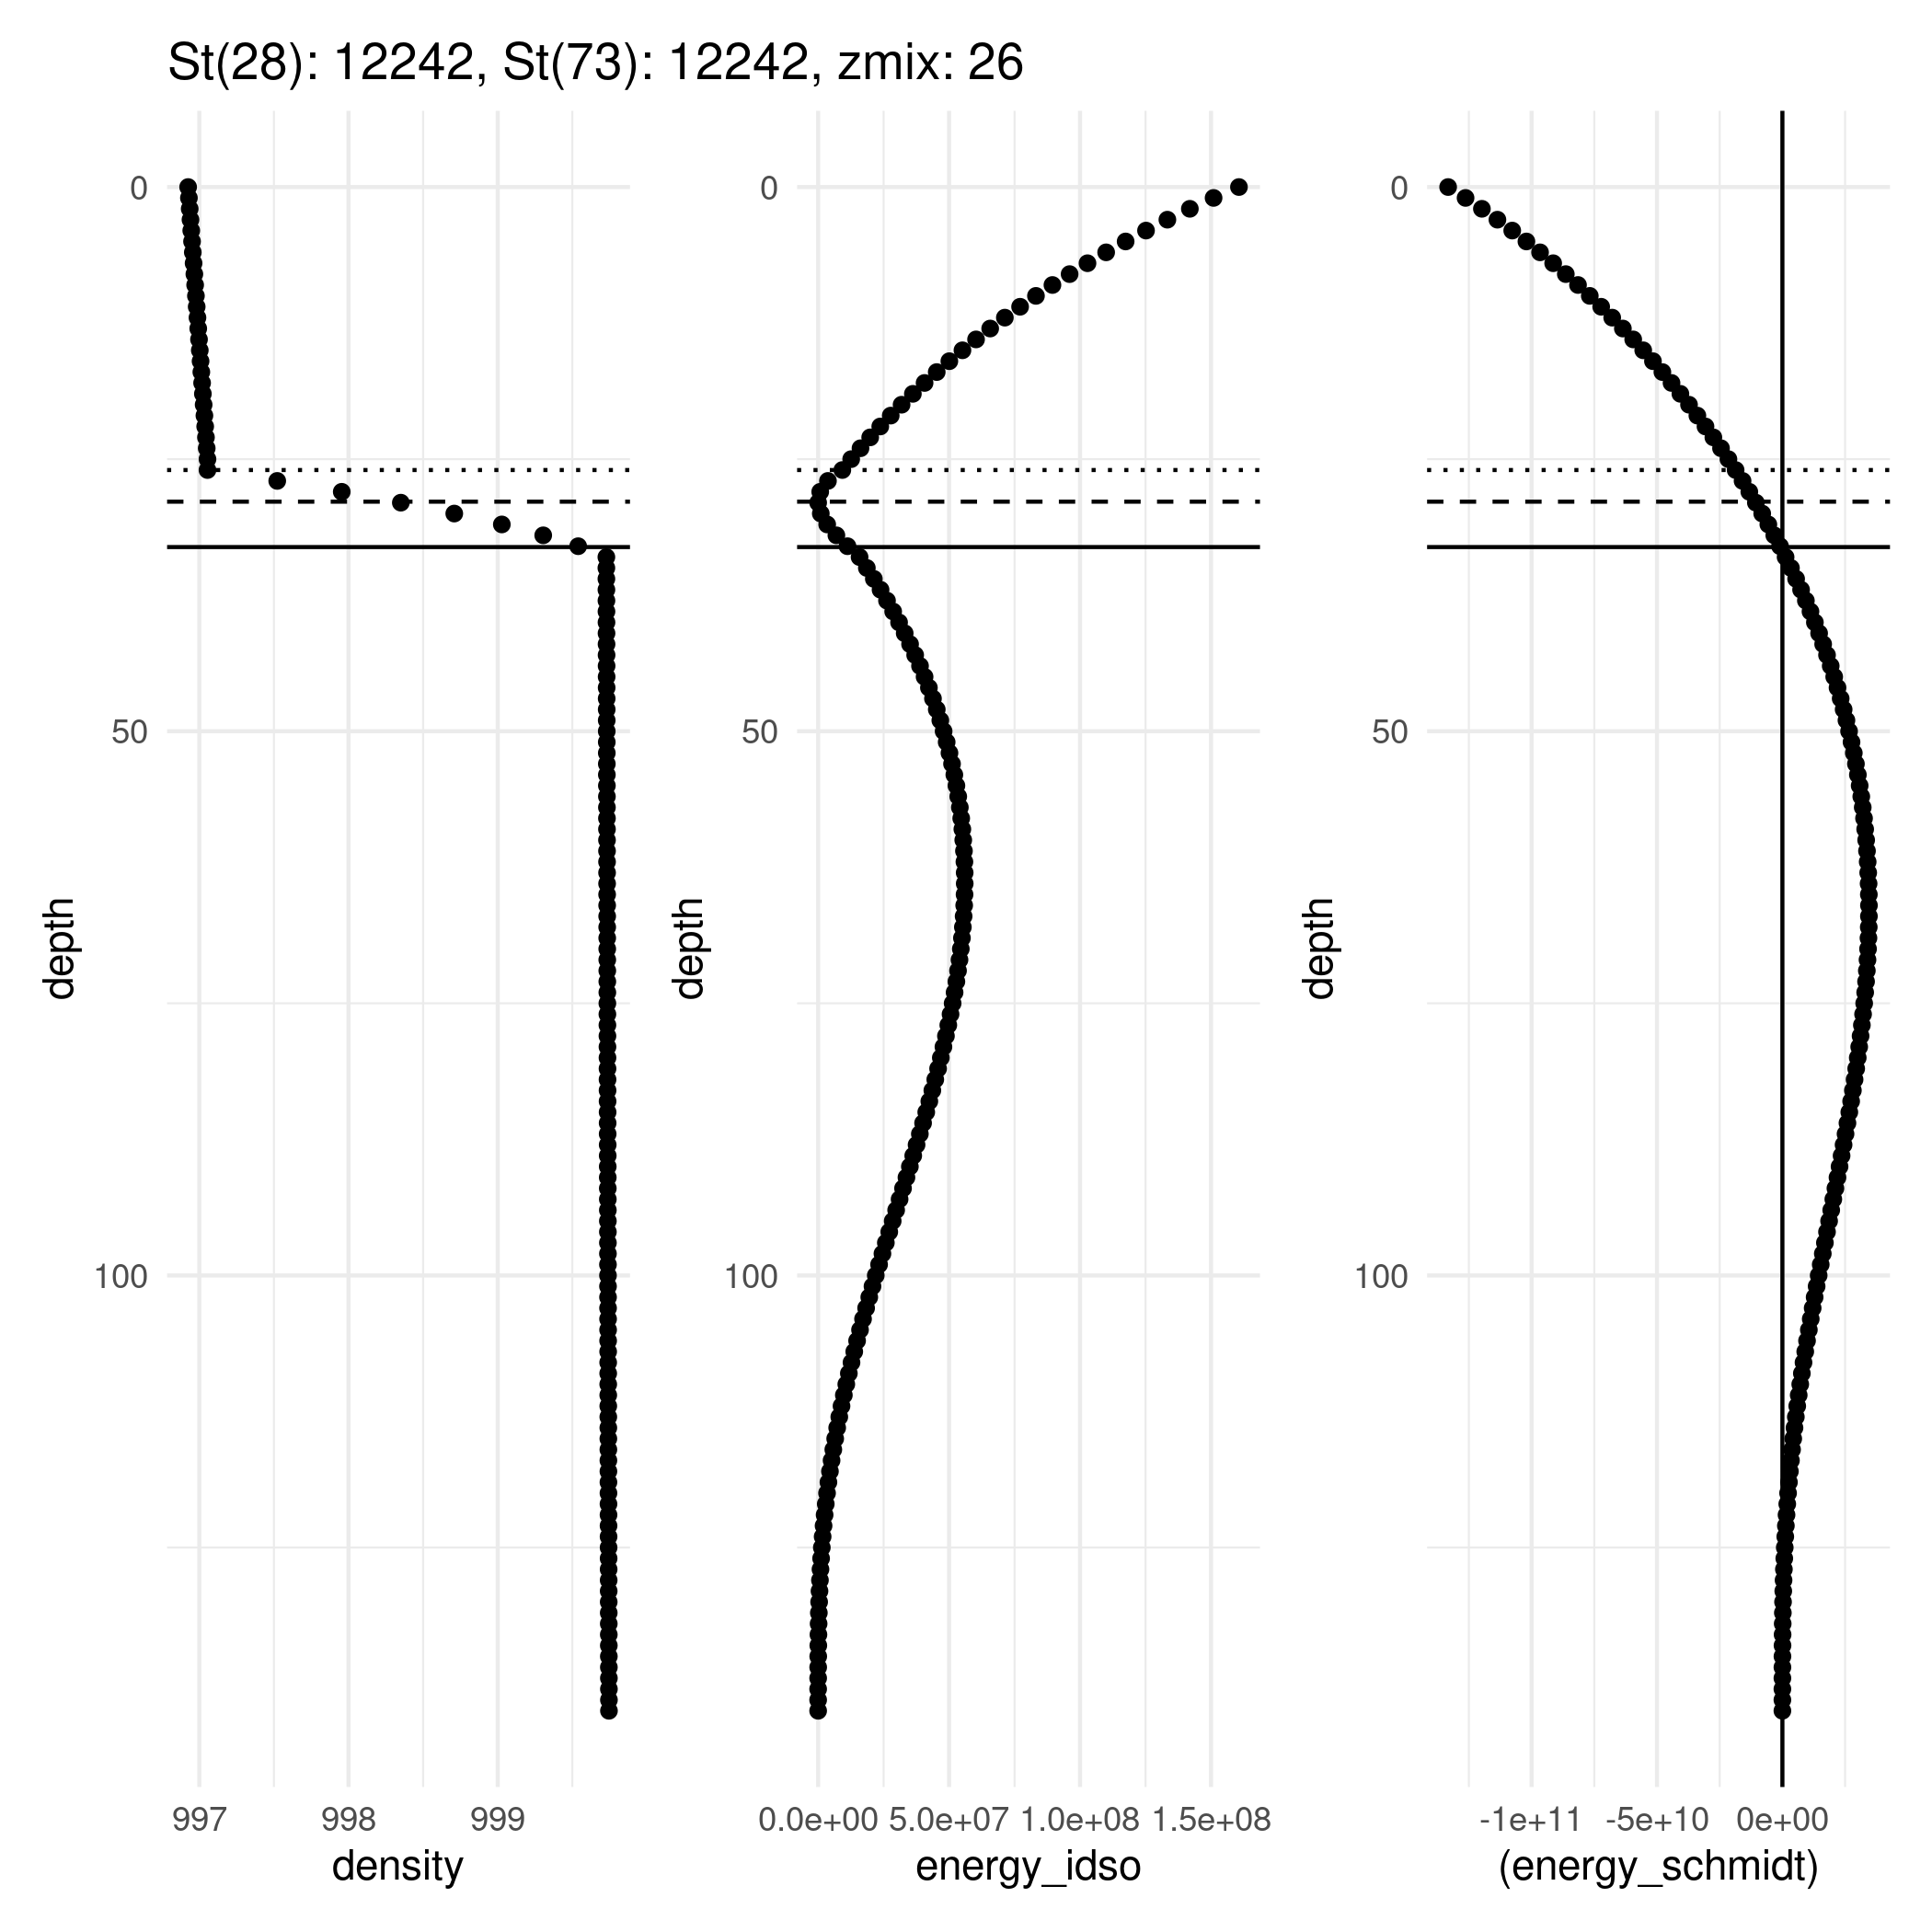 St(28): 12242, St(73): 12242, zmix: 26
0
50
100
depth
997 998 999
density
0
50
100
depth
0.0e+00 5.0e+07 1.0e+08 1.5e+08
energy_idso
0
50
100
depth
-1e+11 -5e+10 0e+00
(energy_schmidt)